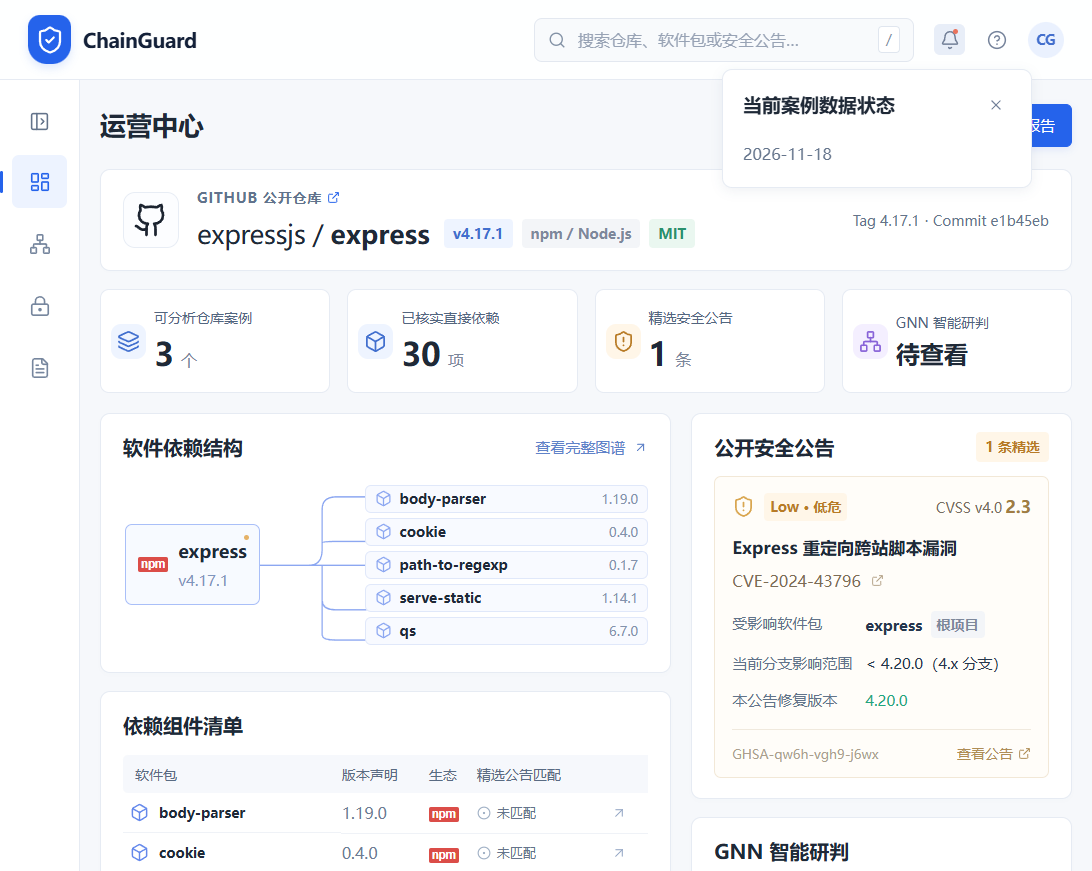 ChainGuard
搜索仓库、软件包或安全公告...
/
CG
当前案例数据状态
2026-11-18
运营中心
报告
GITHUB 公开仓库
expressjs / express
v4.17.1
npm / Node.js
MIT
Tag 4.17.1 · Commit e1b45eb
可分析仓库案例
3 个
已核实直接依赖
30 项
精选安全公告
1 条
GNN 智能研判
待查看
软件依赖结构
查看完整图谱
npm
express
v4.17.1
body-parser 1.19.0
cookie 0.4.0
path-to-regexp 0.1.7
serve-static 1.14.1
qs 6.7.0
公开安全公告
1 条精选
Low • 低危
CVSS v4.0 2.3
Express 重定向跨站脚本漏洞
CVE-2024-43796
受影响软件包 express 根项目
当前分支影响范围 < 4.20.0（4.x 分支）
本公告修复版本 4.20.0
GHSA-qw6h-vgh9-j6wx 查看公告
依赖组件清单
软件包 版本声明 生态 精选公告匹配
body-parser 1.19.0 npm 未匹配
cookie 0.4.0 npm 未匹配
GNN 智能研判